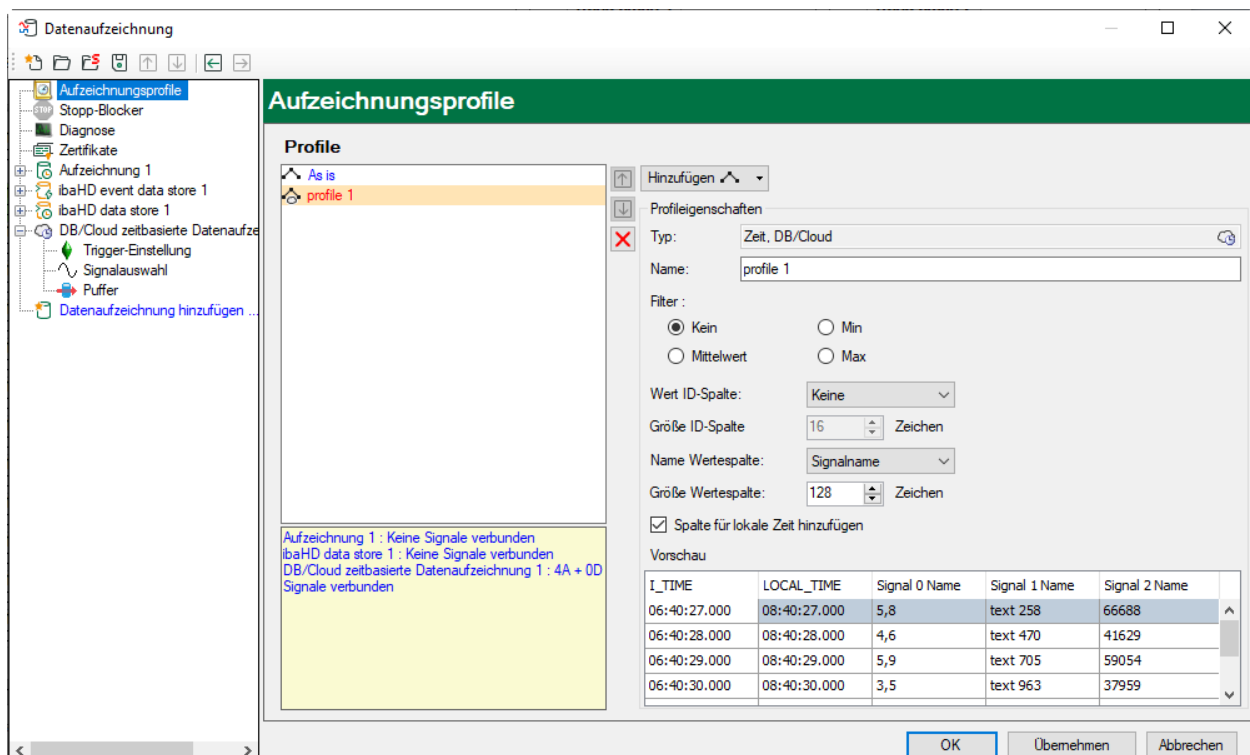 Datenaufzeichnung
Aufzeichnungsprofile
STOP Stopp-Blocker
Diagnose
Zertifikate
Aufzeichnung 1
ibaHD event data store 1
ibaHD data store 1
DB/Cloud zeitbasierte Datenaufze
Trigger-Einstellung
Signalauswahl
Puffer
Datenaufzeichnung hinzufügen ...
Aufzeichnungsprofile
Profile
As is
profile 1
Aufzeichnung 1 : Keine Signale verbunden
ibaHD data store 1 : Keine Signale verbunden
DB/Cloud zeitbasierte Datenaufzeichnung 1 : 4A + 0D
Signale verbunden
Hinzufügen
Profileigenschaften
Typ: Zeit, DB/Cloud
Name: profile 1
Filter :
Kein Min
Mittelwert Max
Wert ID-Spalte: Keine
Größe ID-Spalte 16 Zeichen
Name Wertespalte: Signalname
Größe Wertespalte: 128 Zeichen
Spalte für lokale Zeit hinzufügen
Vorschau
I_TIME LOCAL_TIME Signal 0 Name Signal 1 Name Signal 2 Name
06:40:27.000 08:40:27.000 5,8 text 258 66688
06:40:28.000 08:40:28.000 4,6 text 470 41629
06:40:29.000 08:40:29.000 5,9 text 705 59054
06:40:30.000 08:40:30.000 3,5 text 963 37959
OK Übernehmen Abbrechen